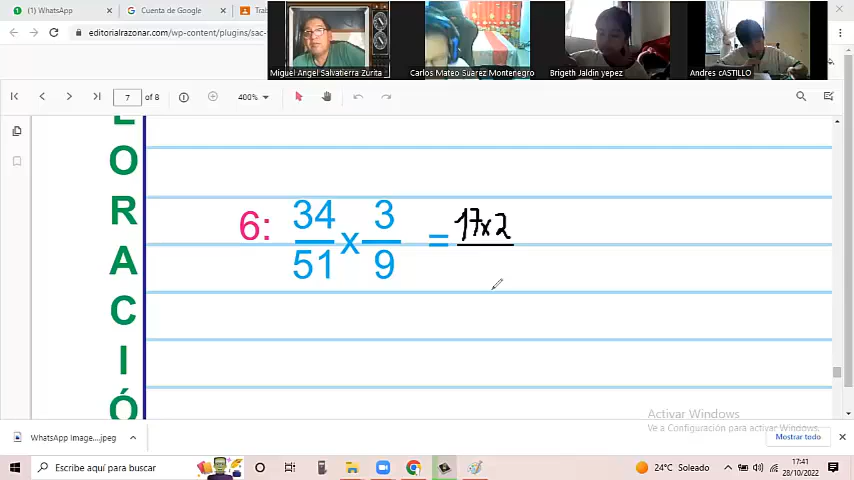 (1) WhatsApp
Cuenta de Google
Trab
editorialrazonar.com/wp-content/plugins/sac-
Miguel Angel Salvatierra Zurita
Carlos Mateo Suarez Montenegro
Brigeth Jaldin yepez
Andres cASTILLO
7 of 8
400%
L
O
R
A
C
I
Ó
6: 34/51 x 3/9 = 17x2
Activar Windows
Ve a Configuración para activar Windows.
WhatsApp Image....jpeg
Mostrar todo
Escribe aquí para buscar
24°C Soleado
17:41
28/10/2022